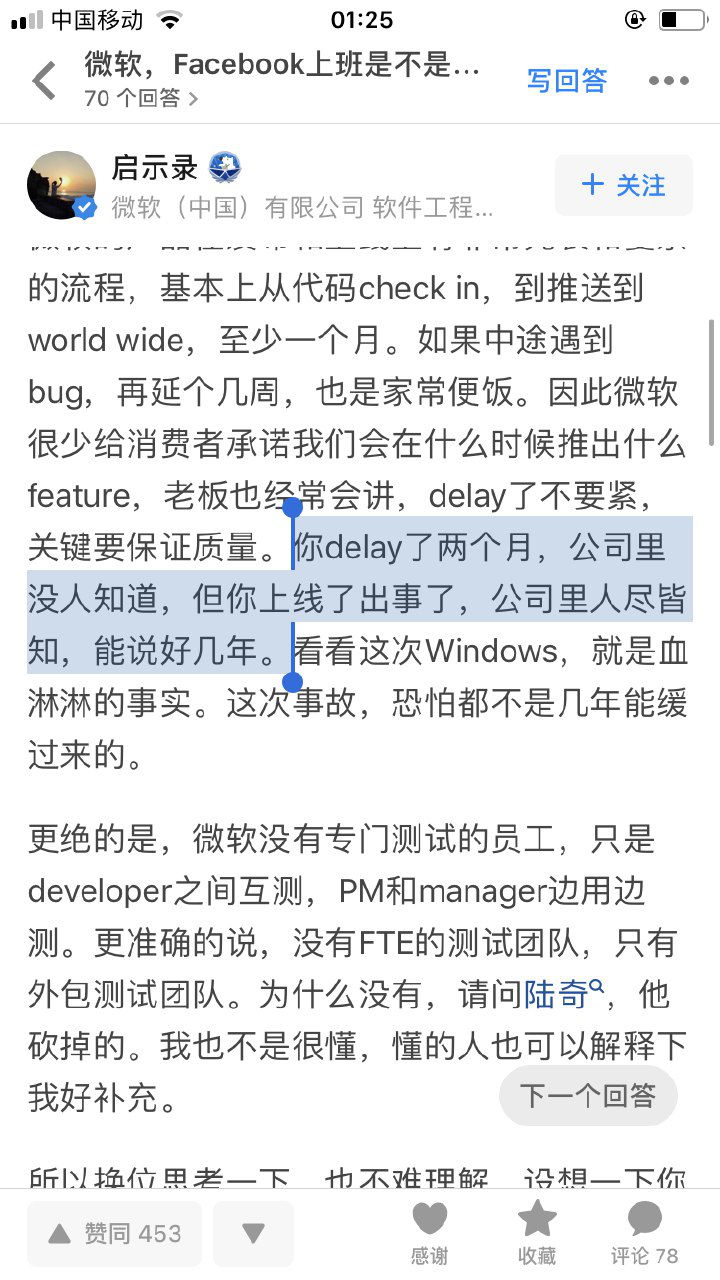 中国移动
01:25
微软，Facebook上班是不是...
70 个回答
写回答
启示录
微软（中国）有限公司 软件工程...
+ 关注
的流程，基本上从代码check in，到推送到
world wide，至少一个月。如果中途遇到
bug，再延个几周，也是家常便饭。因此微软
很少给消费者承诺我们会在什么时候推出什么
feature，老板也经常会讲，delay了不要紧，
关键要保证质量。你delay了两个月，公司里
没人知道，但你上线了出事了，公司里人尽皆
知，能说好几年。看看这次Windows，就是血
淋淋的事实。这次事故，恐怕都不是几年能缓
过来的。
更绝的是，微软没有专门测试的员工，只是
developer之间互测，PM和manager边用边
测。更准确的说，没有FTE的测试团队，只有
外包测试团队。为什么没有，请问陆奇，他
砍掉的。我也不是很懂，懂的人也可以解释下
我好补充。
下一个回答
所以换位思考一下，也不难理解，设想一下你
赞同 453
感谢
收藏
评论 78